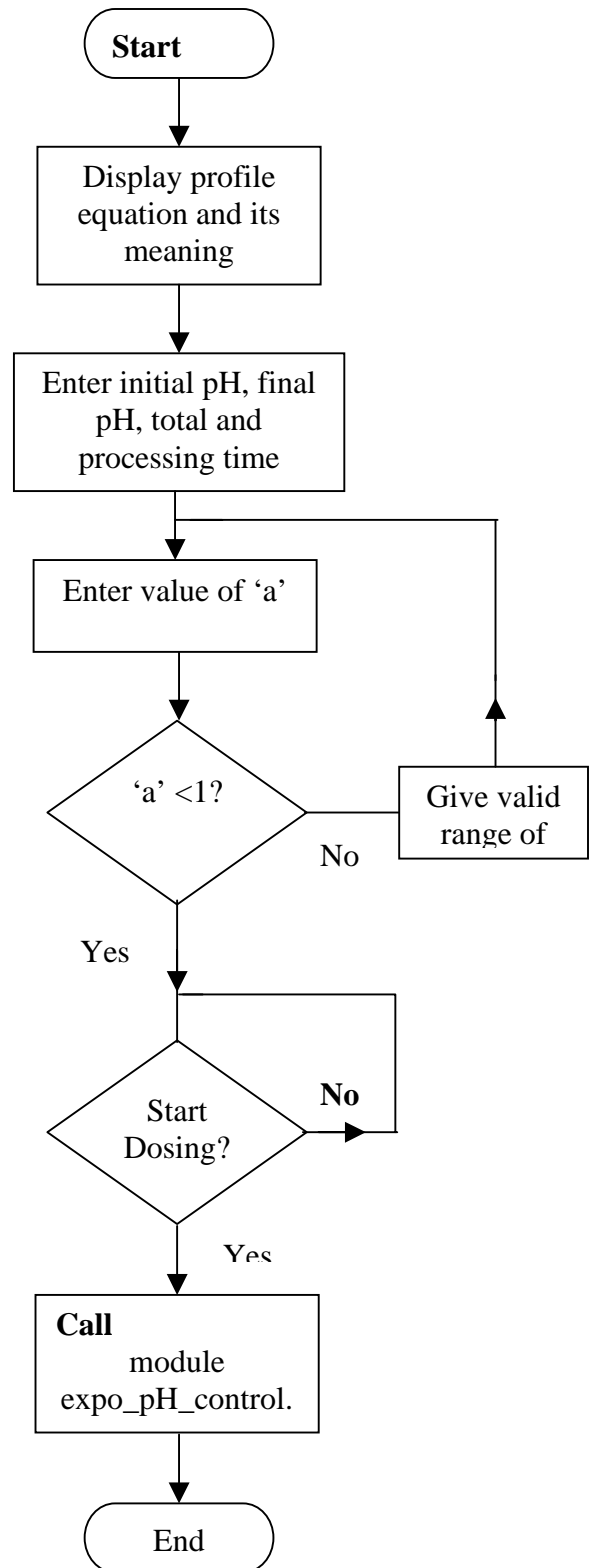 Start
Display profile
equation and its
meaning
Enter initial pH, final
pH, total and
processing time
Enter value of ‘a’
‘a’ <1?
No
Give valid
range of
Yes
Start
Dosing?
No
Yes
Call
module
expo_pH_control.
End